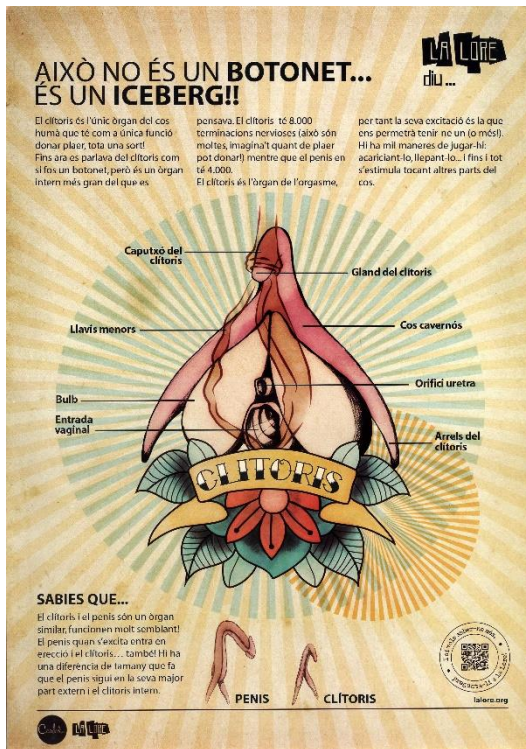 LA LORE
diu ...
AIXÒ NO ÉS UN BOTONET...
ÉS UN ICEBERG!!
El clítoris és l'únic òrgan del cos
humà que té com a única funció
donar plaer, tota una sort!
Fins ara es parlava del clítoris com
si fos un botonet, però és un òrgan
intern més gran del que es
pensava. El clítoris té 8.000
terminacions nervioses (això són
moltes, imagina't quant de plaer
pot donar!) mentre que el penis en
té 4.000.
El clítoris és l'òrgan de l'orgasme,
per tant la seva excitació és la que
ens permetrà tenir-ne un (o més!).
Hi ha mil maneres de jugar-hi:
acariciant-lo, llepant-lo... i fins i tot
s'estimula tocant altres parts del
cos.
Caputxó del
clítoris
Gland del clítoris
Llavis menors
Cos cavernós
Bulb
Orifici uretra
Entrada
vaginal
Arrels del
clítoris
CLITORIS
SABIES QUE...
El clítoris i el penis són un òrgan
similar, funcionen molt semblant!
El penis quan s'excita entra en
erecció i el clítoris... també! Hi ha
una diferència de tamany que fa
que el penis sigui en la seva major
part extern i el clítoris intern.
PENIS
CLÍTORIS
laloro.org
LA LORE